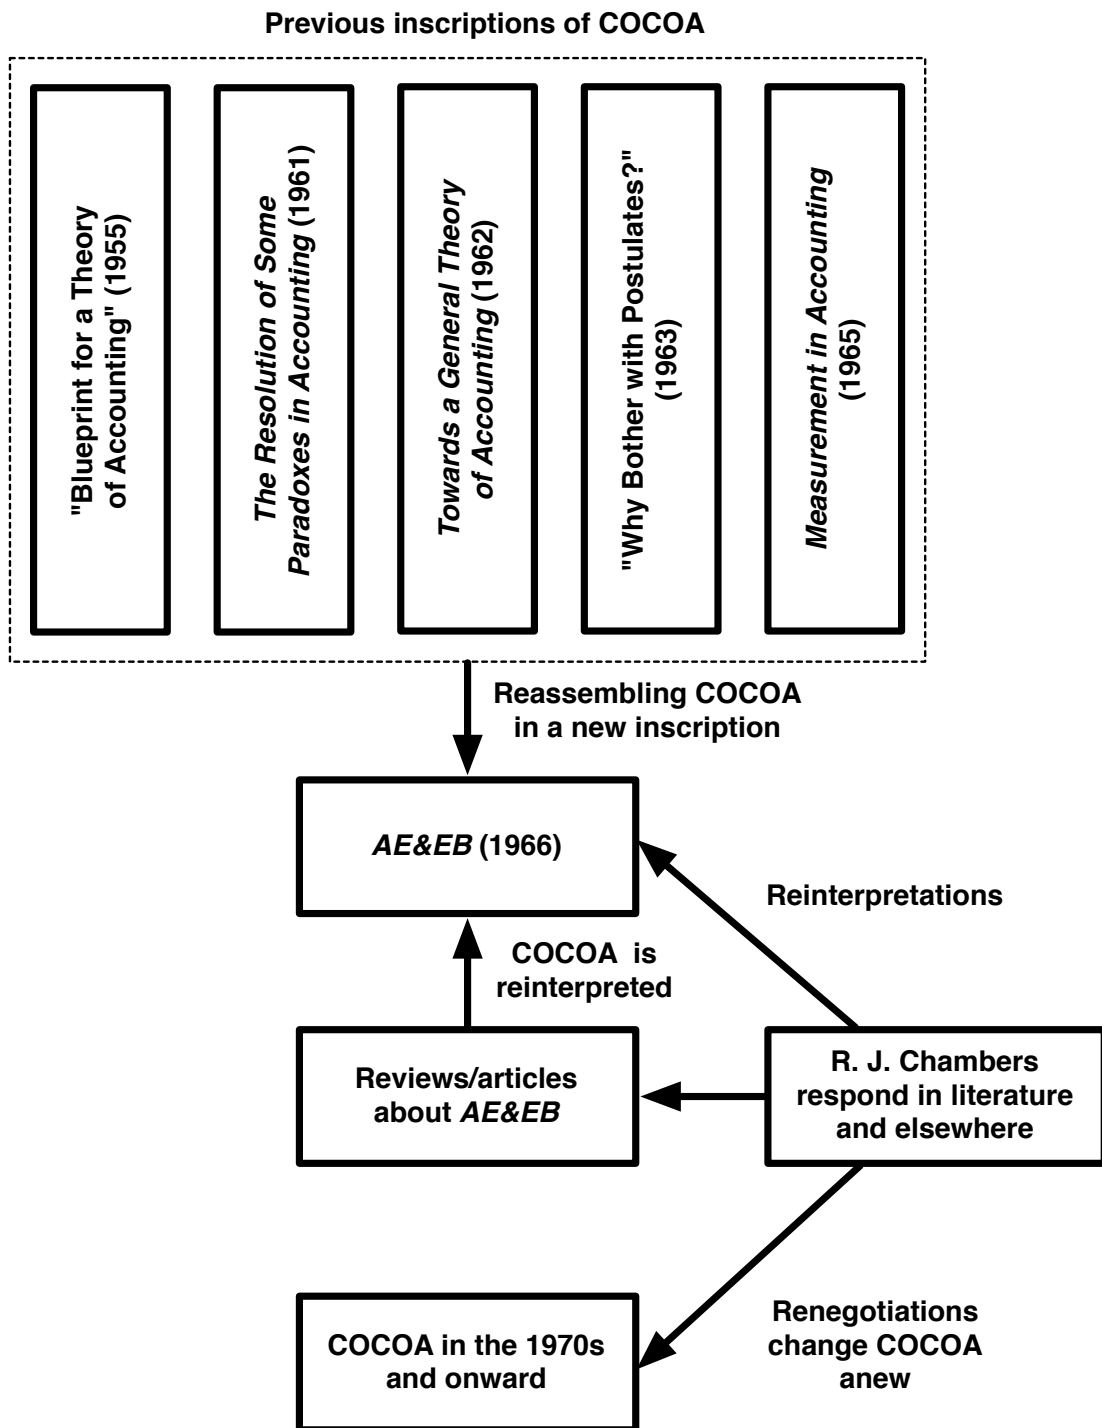 Previous inscriptions of COCOA
"Blueprint for a Theory
of Accounting" (1955)
The Resolution of Some
Paradoxes in Accounting (1961)
Towards a General Theory
of Accounting (1962)
"Why Bother with Postulates?"
(1963)
Measurement in Accounting
(1965)
Reassembling COCOA
in a new inscription
AE&EB (1966)
Reinterpretations
COCOA is
reinterpreted
Reviews/articles
about AE&EB
R. J. Chambers
respond in literature
and elsewhere
COCOA in the 1970s
and onward
Renegotiations
change COCOA
anew